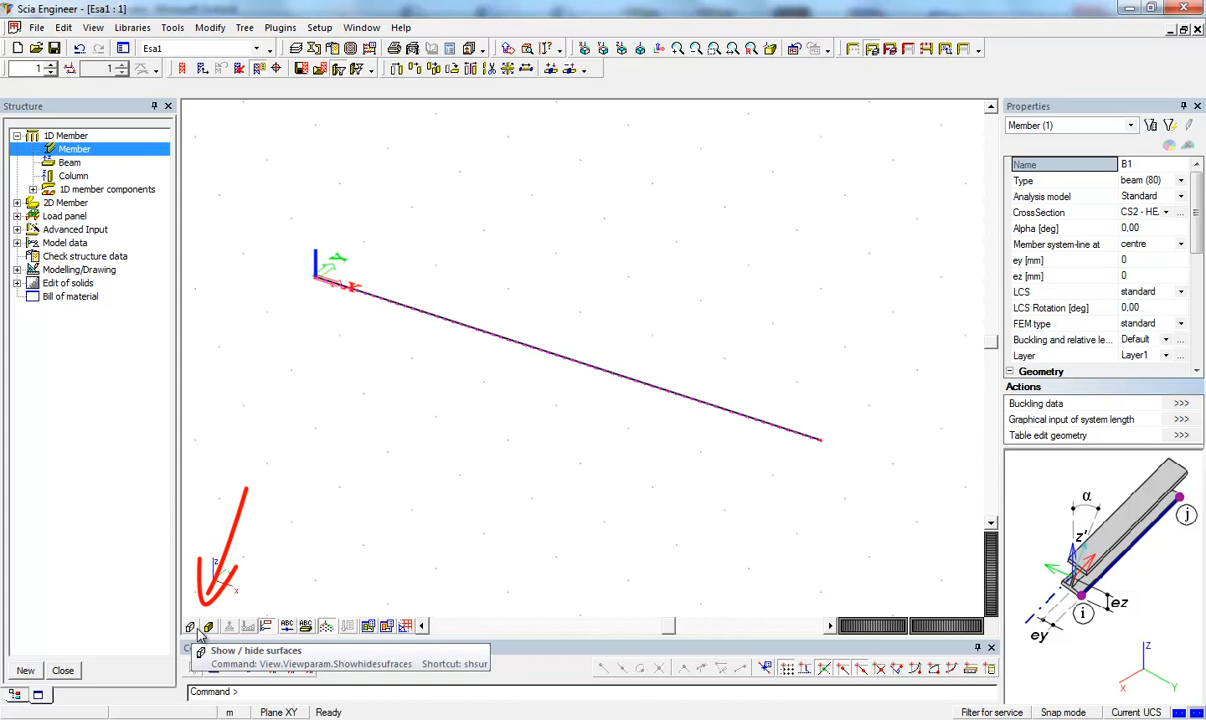 Scia Engineer - [Esa1 : 1]
File Edit View Libraries Tools Modify Tree Plugins Setup Window Help
Esa1
1 1
Structure
1D Member
Member
Beam
Column
1D member components
2D Member
Load panel
Advanced Input
Model data
Check structure data
Modelling/Drawing
Edit of solids
Bill of material
New Close
Y
x
z
x
ABC ABC
Show / hide surfaces
Command: View.Viewparam.Showhidesufraces Shortcut: shsur
Command >
Properties
Member (1)
Name B1
Type beam (80)
Analysis model Standard
CrossSection CS2 - HE.
Alpha [deg] 0,00
Member system-line at centre
ey [mm] 0
ez [mm] 0
LCS standard
LCS Rotation [deg] 0,00
FEM type standard
Buckling and relative le... Default
Layer Layer1
Geometry
Actions
Buckling data >>>
Graphical input of system length >>>
Table edit geometry >>>
α
z'
j
i
ez
ey
Z
X Y
m Plane XY Ready Filter for service Snap mode Current UCS